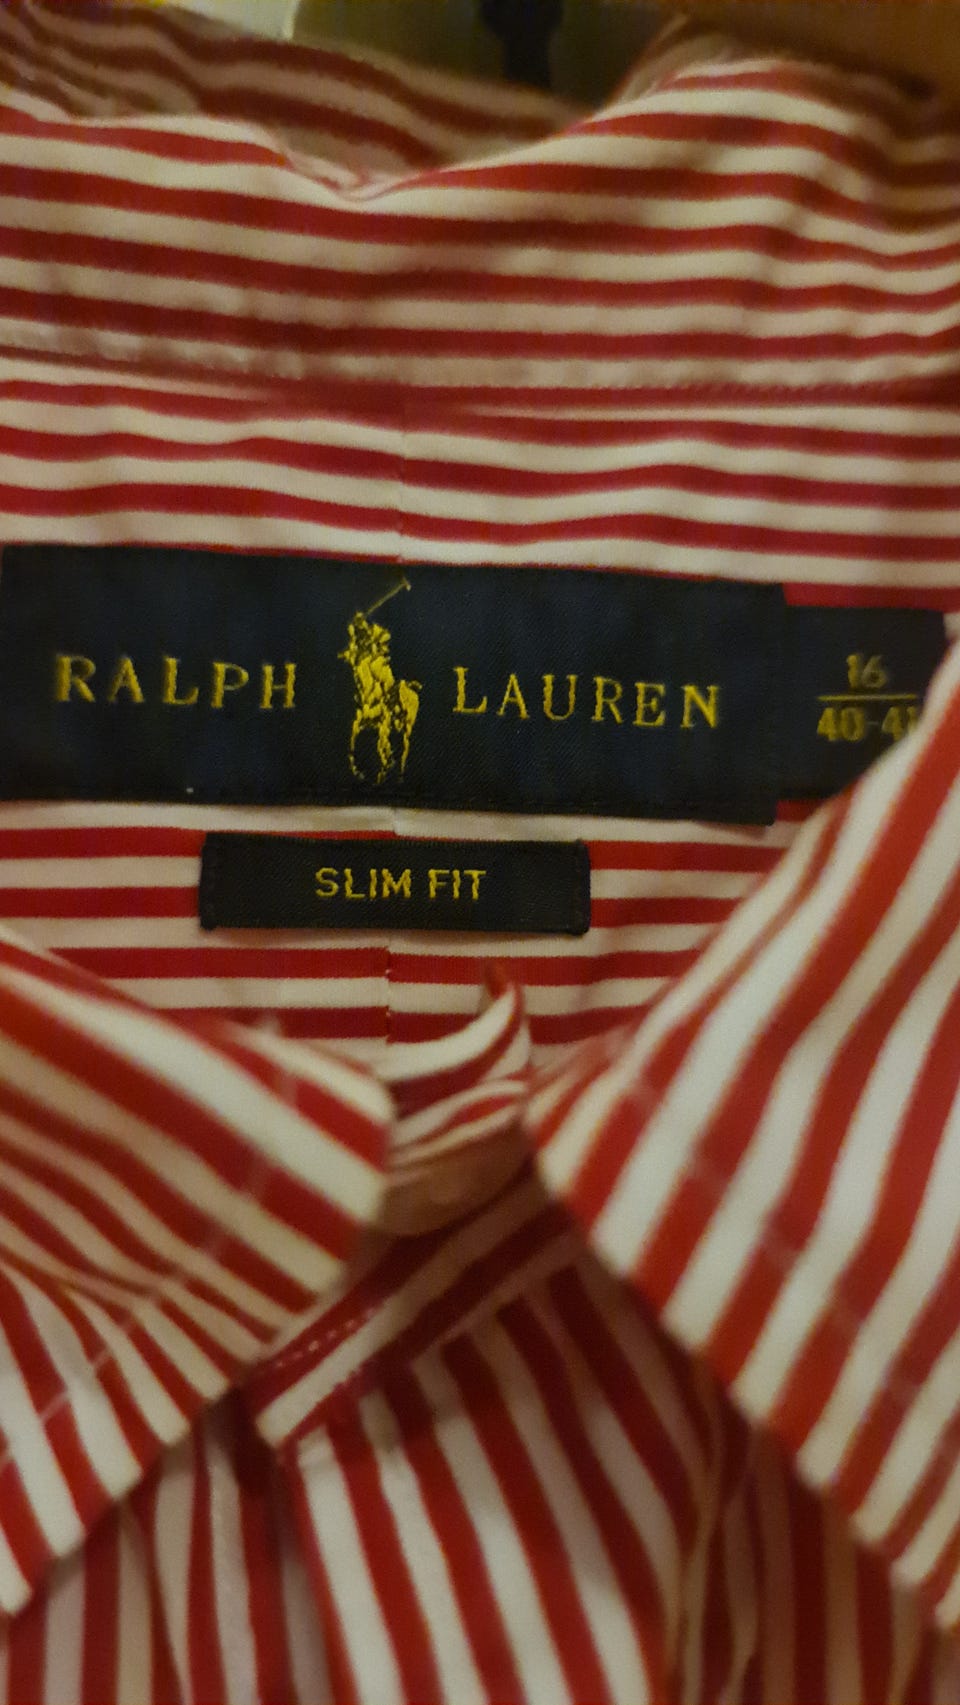 RALPH LAUREN
16
40-41
SLIM FIT